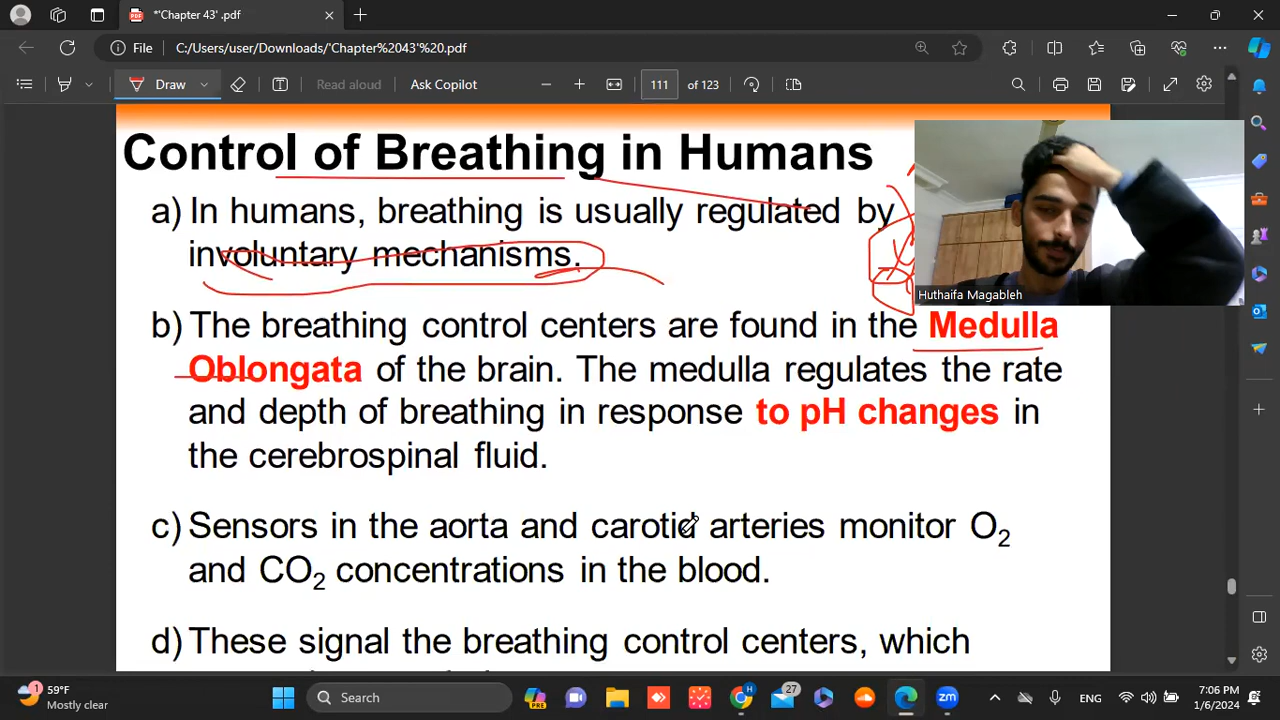 *'Chapter 43' .pdf
File C:/Users/user/Downloads/'Chapter%2043'%20.pdf
Draw Read aloud Ask Copilot 111 of 123
Control of Breathing in Humans
a) In humans, breathing is usually regulated by
involuntary mechanisms.
Huthaifa Magableh
b) The breathing control centers are found in the Medulla
Oblongata of the brain. The medulla regulates the rate
and depth of breathing in response to pH changes in
the cerebrospinal fluid.
c) Sensors in the aorta and carotid arteries monitor O2
and CO2 concentrations in the blood.
d) These signal the breathing control centers, which
1
59°F
Mostly clear
Search
PRE
27
zm
ENG
7:06 PM
1/6/2024